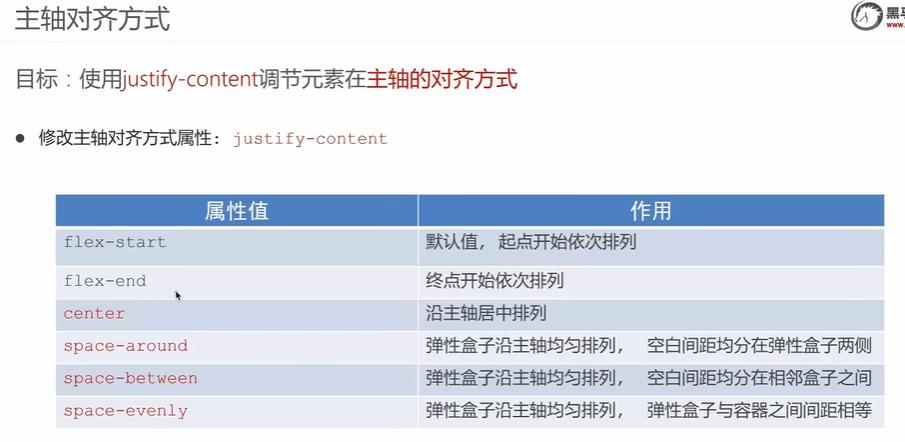 主轴对齐方式
目标：使用justify-content调节元素在主轴的对齐方式
● 修改主轴对齐方式属性： justify-content
属性值 作用
flex-start 默认值，起点开始依次排列
flex-end 终点开始依次排列
center 沿主轴居中排列
space-around 弹性盒子沿主轴均匀排列， 空白间距均分在弹性盒子两侧
space-between 弹性盒子沿主轴均匀排列， 空白间距均分在相邻盒子之间
space-evenly 弹性盒子沿主轴均匀排列， 弹性盒子与容器之间间距相等